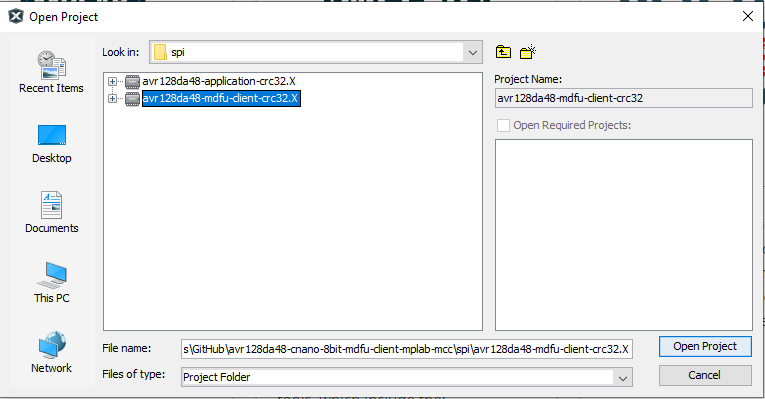 Open Project
Look in:
spi
Recent Items
Desktop
Documents
This PC
Network
avr128da48-application-crc32.X
avr128da48-mdfu-client-crc32.X
Project Name:
avr128da48-mdfu-client-crc32
Open Required Projects:
File name:
s\GitHub\avr128da48-cnano-8bit-mdfu-client-mplab-mcc\spi\avr128da48-mdfu-client-crc32.X
Open Project
Files of type:
Project Folder
Cancel